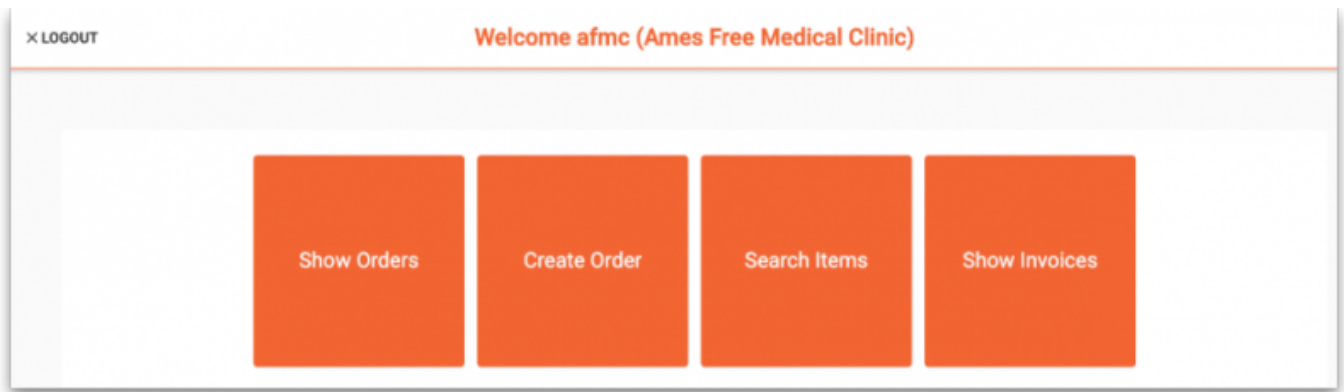 × LOGOUT
Welcome afmc (Ames Free Medical Clinic)
Show Orders
Create Order
Search Items
Show Invoices